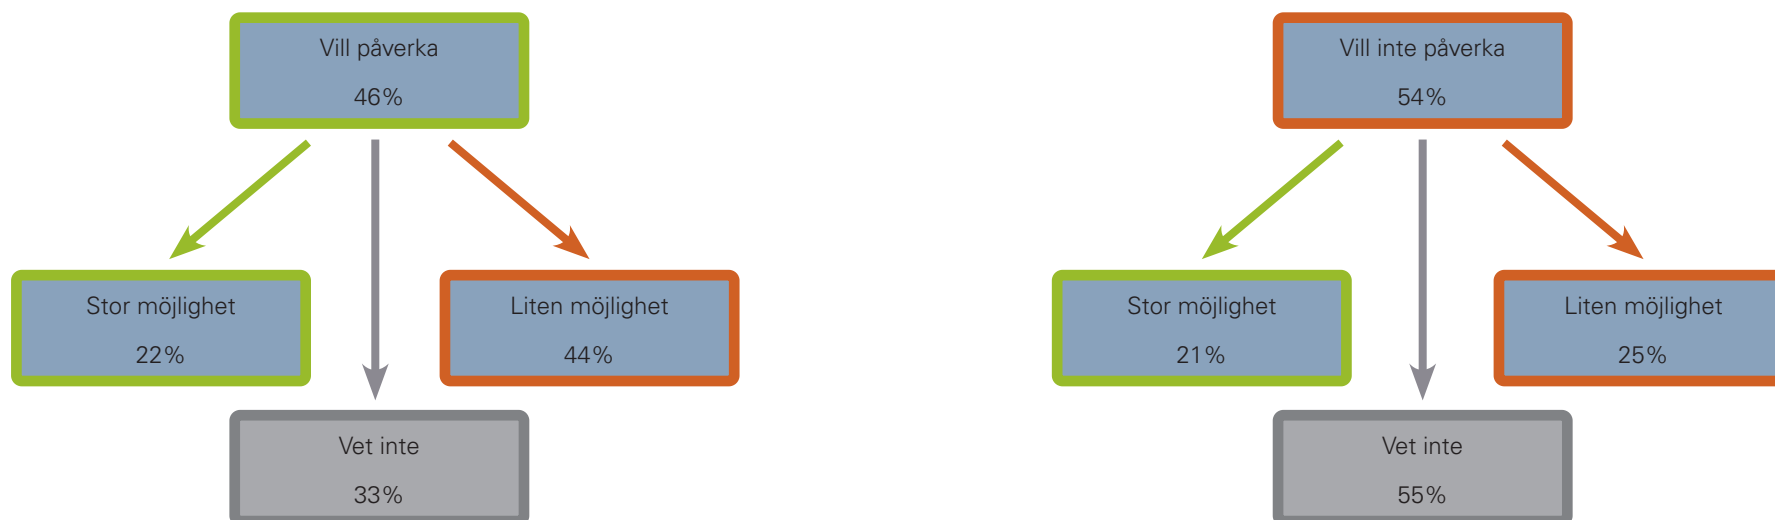 Vill påverka
46%
Stor möjlighet
22%
Liten möjlighet
44%
Vet inte
33%
Vill inte påverka
54%
Stor möjlighet
21%
Liten möjlighet
25%
Vet inte
55%